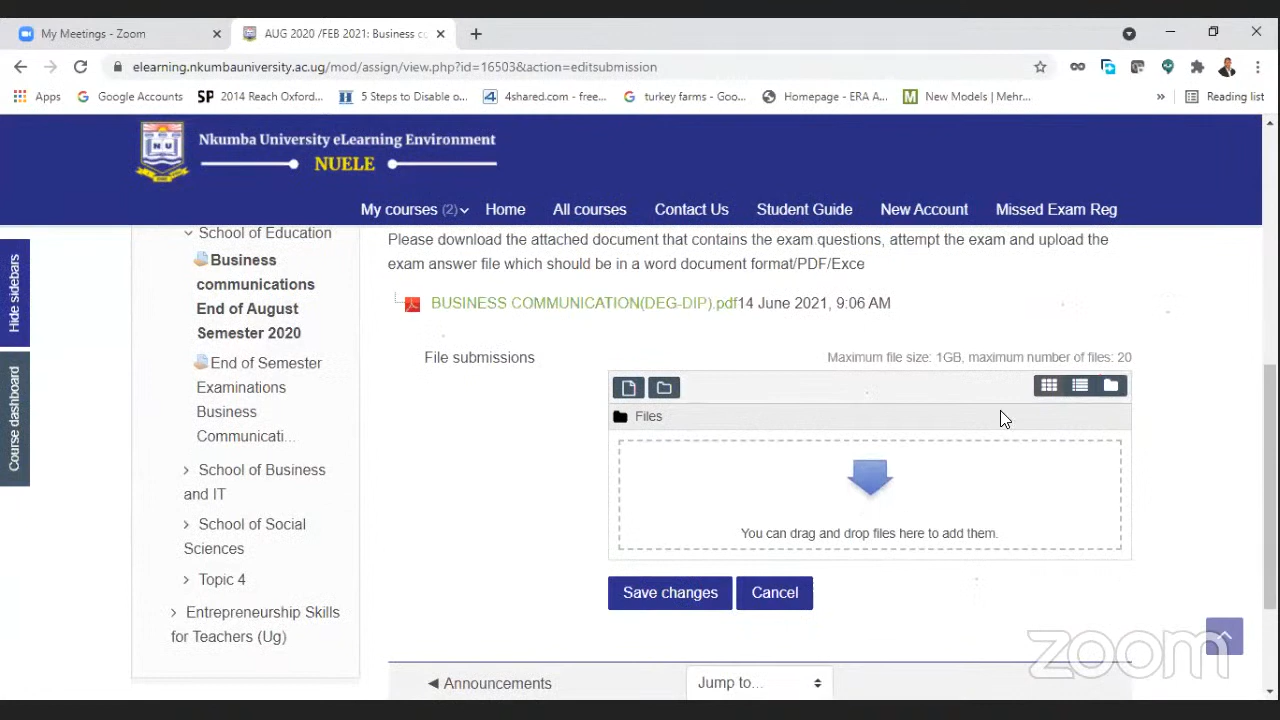 My Meetings - Zoom
AUG 2020 /FEB 2021: Business co
elearning.nkumbauniversity.ac.ug/mod/assign/view.php?id=16503&action=editsubmission
Apps
Google Accounts
2014 Reach Oxford...
5 Steps to Disable o...
4shared.com - free...
turkey farms - Goo...
Homepage - ERA A...
New Models | Mehr...
»
Reading list
Nkumba University eLearning Environment
NUELE
My courses (2)
Home
All courses
Contact Us
Student Guide
New Account
Missed Exam Reg
Hide sidebars
Course dashboard
School of Education
Business
communications
End of August
Semester 2020
End of Semester
Examinations
Business
Communicati...
School of Business
and IT
School of Social
Sciences
Topic 4
Entrepreneurship Skills
for Teachers (Ug)
Please download the attached document that contains the exam questions, attempt the exam and upload the
exam answer file which should be in a word document format/PDF/Exce
BUSINESS COMMUNICATION(DEG-DIP).pdf14 June 2021, 9:06 AM
File submissions
Maximum file size: 1GB, maximum number of files: 20
Files
You can drag and drop files here to add them.
Save changes
Cancel
◀ Announcements
Jump to...
zoom